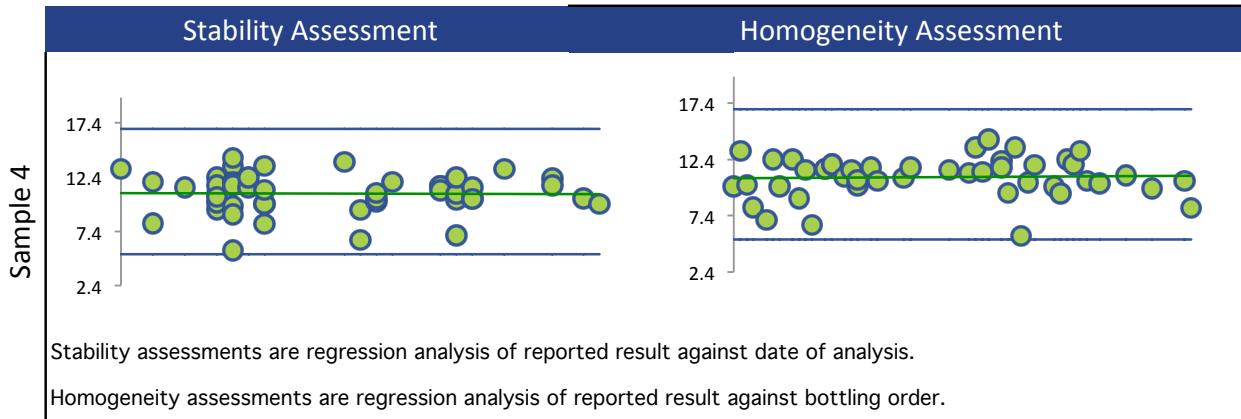 Stability Assessment
Homogeneity Assessment
Sample 4
17.4
12.4
7.4
2.4
17.4
12.4
7.4
2.4
Stability assessments are regression analysis of reported result against date of analysis.
Homogeneity assessments are regression analysis of reported result against bottling order.